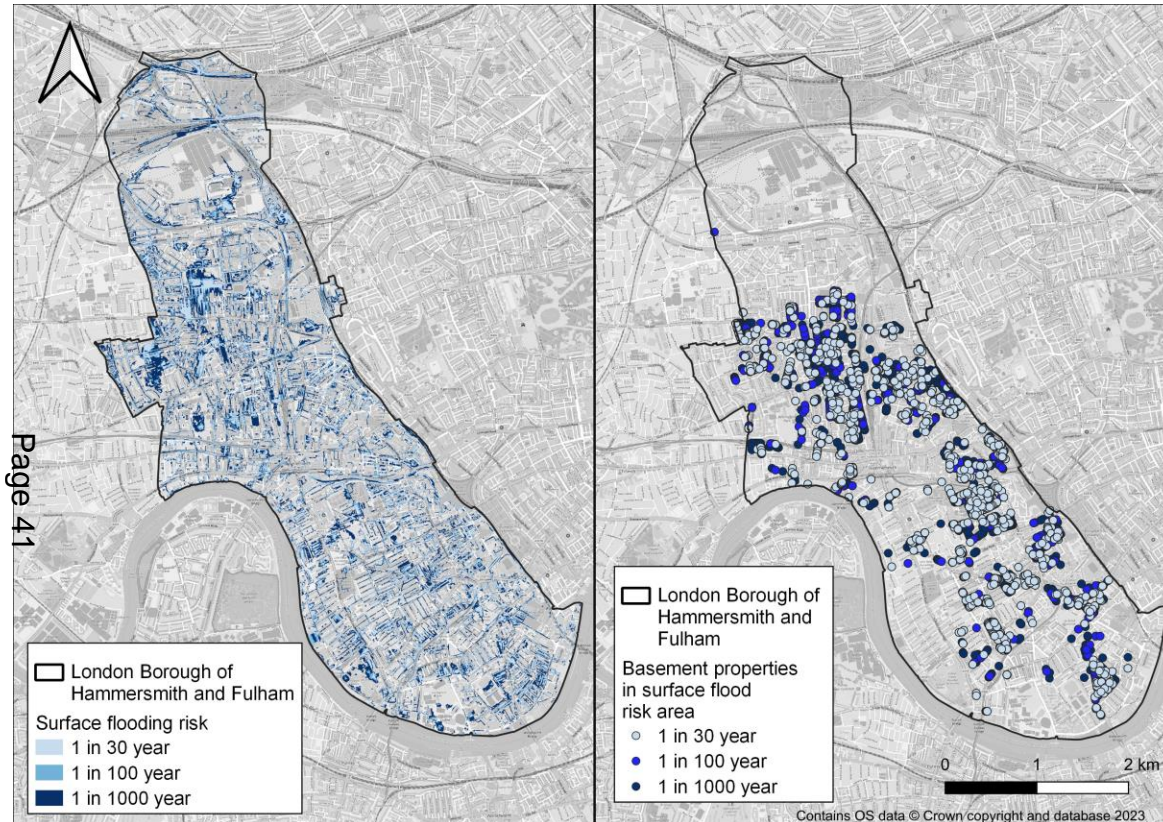 Page 41
London Borough of
Hammersmith and Fulham
Surface flooding risk
1 in 30 year
1 in 100 year
1 in 1000 year
London Borough of
Hammersmith and
Fulham
Basement properties
in surface flood
risk area
1 in 30 year
1 in 100 year
1 in 1000 year
0 1 2 km
Contains OS data © Crown copyright and database 2023